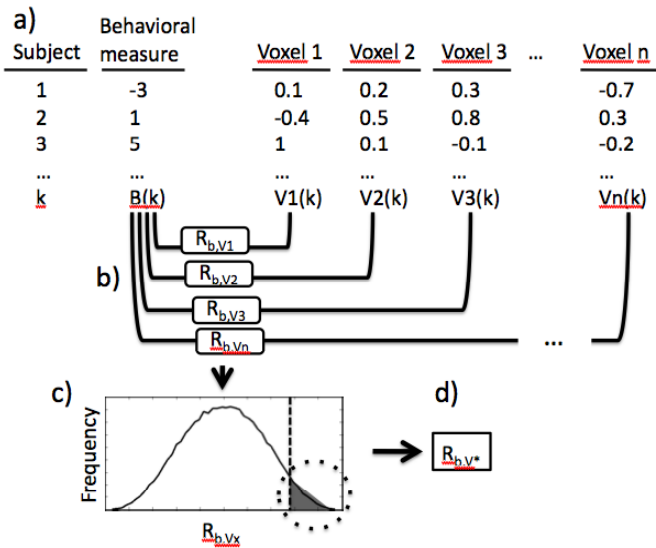 a)
Subject Behavioral measure Voxel 1 Voxel 2 Voxel 3 ... Voxel n
1 -3 0.1 0.2 0.3 -0.7
2 1 -0.4 0.5 0.8 0.3
3 5 1 0.1 -0.1 -0.2
... ... ... ... ... ...
k B(k) V1(k) V2(k) V3(k) Vn(k)
b)
Rb,V1
Rb,V2
Rb,V3
Rb,Vn ...
c) d)
Frequency
Rb,V*
Rb,Vx